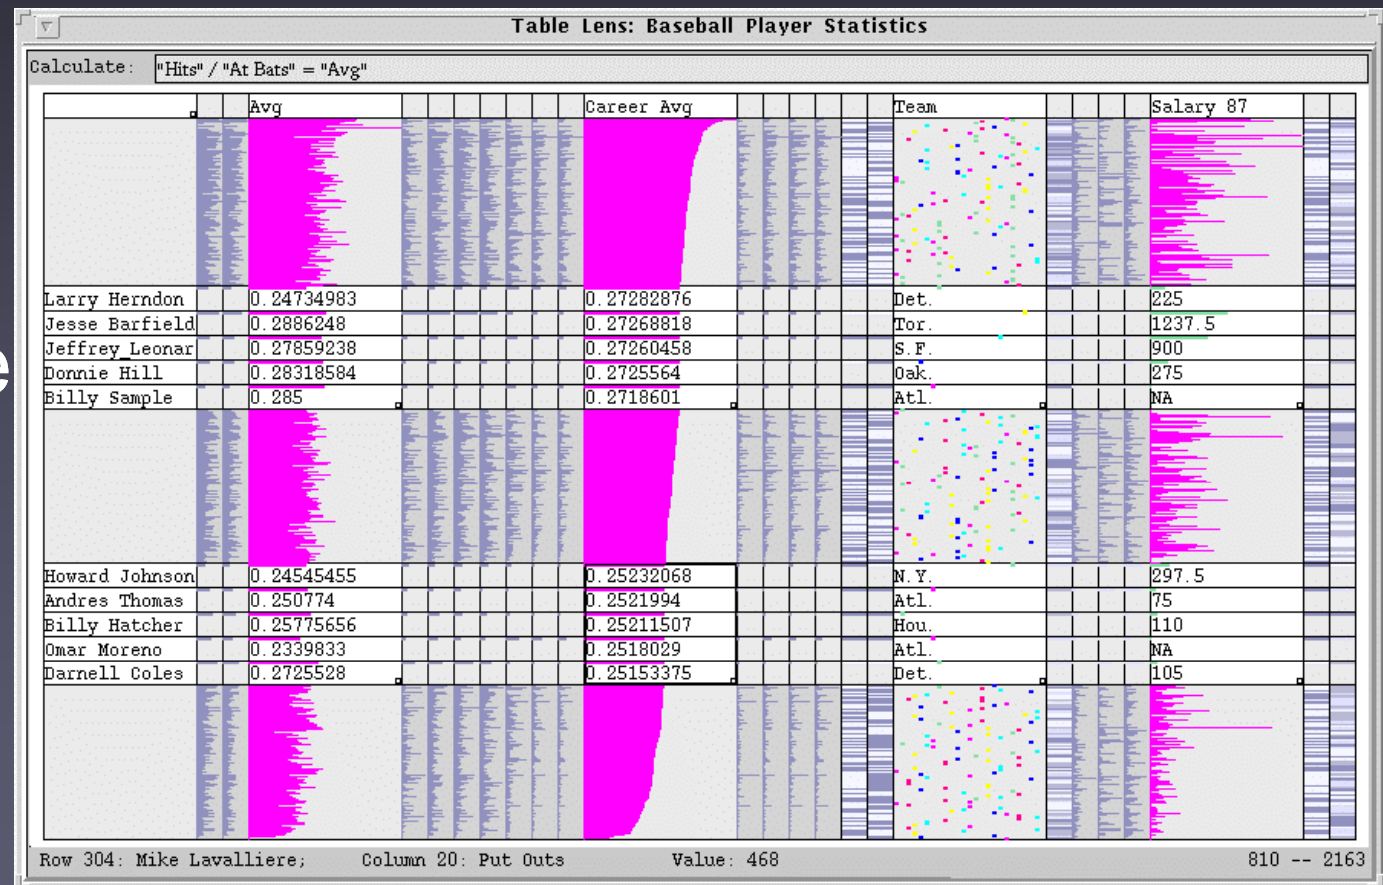 Table Lens: Baseball Player Statistics
Calculate: "Hits" / "At Bats" = "Avg"
Avg Career Avg Team Salary 87
Larry Herndon 0.24734983 0.27282876 Det. 225
Jesse Barfield 0.2886248 0.27268818 Tor. 1237.5
Jeffrey_Leonar 0.27859238 0.27260458 S.F. 900
e
Donnie Hill 0.28318584 0.2725564 Oak. 275
Billy Sample 0.285 0.2718601 Atl. NA
Howard Johnson 0.24545455 0.25232068 N.Y. 297.5
Andres Thomas 0.250774 0.2521994 Atl. 75
Billy Hatcher 0.25775656 0.25211507 Hou. 110
Omar Moreno 0.2339833 0.2518029 Atl. NA
Darnell Coles 0.2725528 0.25153375 Det. 105
Row 304: Mike Lavalliere; Column 20: Put Outs Value: 468 810 -- 2163